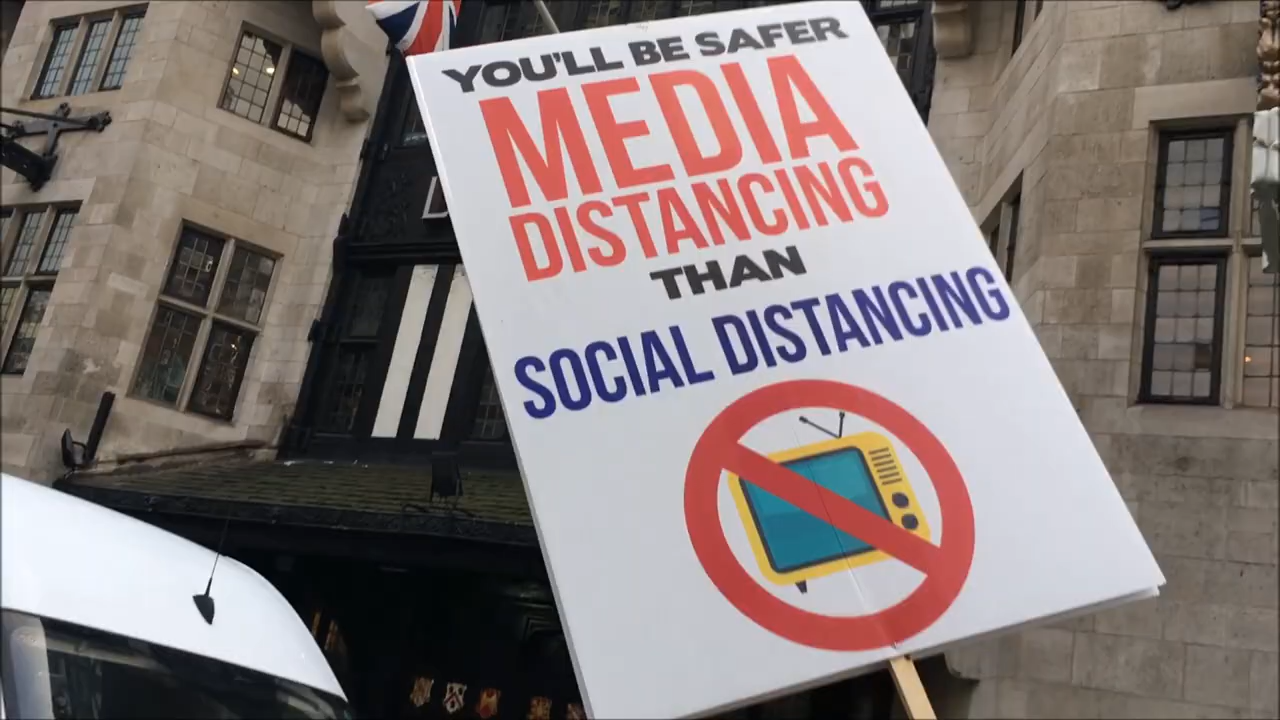 YOU'LL BE SAFER
MEDIA
DISTANCING
THAN
SOCIAL DISTANCING